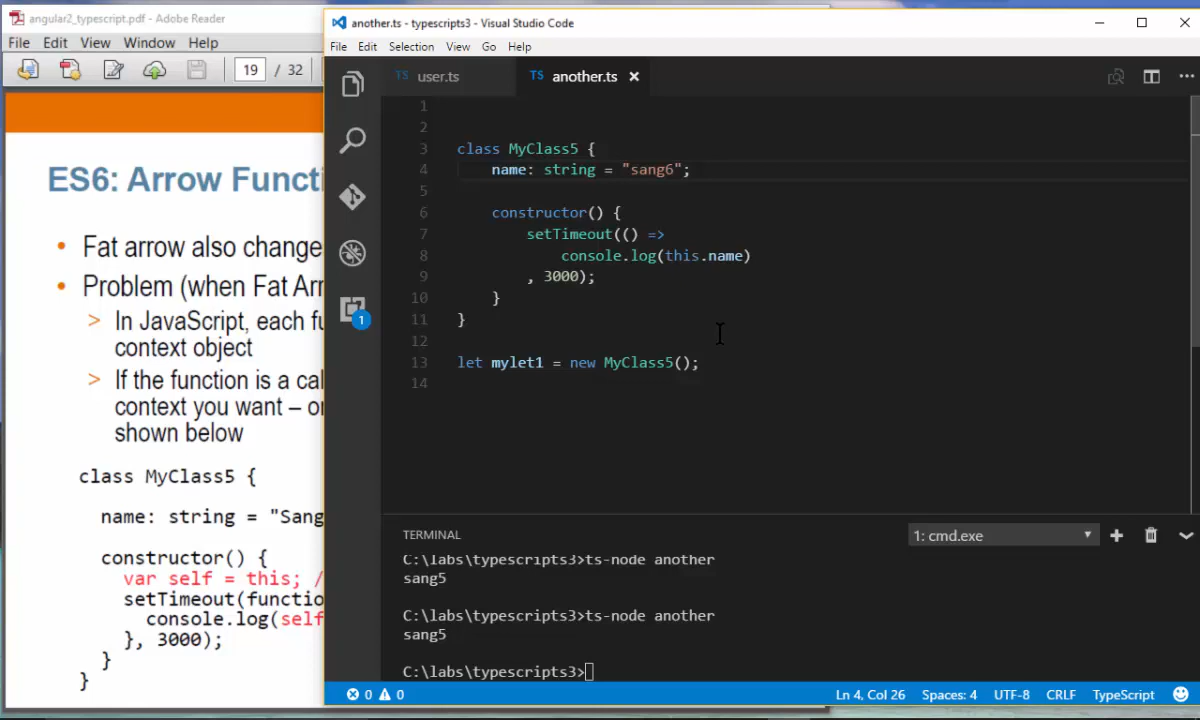 angular2_typescript.pdf - Adobe Reader
File Edit View Window Help
19 / 32
ES6: Arrow Functi
• Fat arrow also change
• Problem (when Fat Arr
> In JavaScript, each fu
context object
> If the function is a cal
context you want – or
shown below
class MyClass5 {
name: string = "Sang
constructor() {
var self = this; /
setTimeout(functio
console.log(self
}, 3000);
}
}
another.ts - typescripts3 - Visual Studio Code
File Edit Selection View Go Help
TS user.ts
TS another.ts
1
1
2
3 class MyClass5 {
4 name: string = "sang6";
5
6 constructor() {
7 setTimeout(() =>
8 console.log(this.name)
9 , 3000);
10 }
11 }
12
13 let mylet1 = new MyClass5();
14
TERMINAL
1: cmd.exe
C:\labs\typescripts3>ts-node another
sang5
C:\labs\typescripts3>ts-node another
sang5
C:\labs\typescripts3>
0 0 Ln 4, Col 26 Spaces: 4 UTF-8 CRLF TypeScript